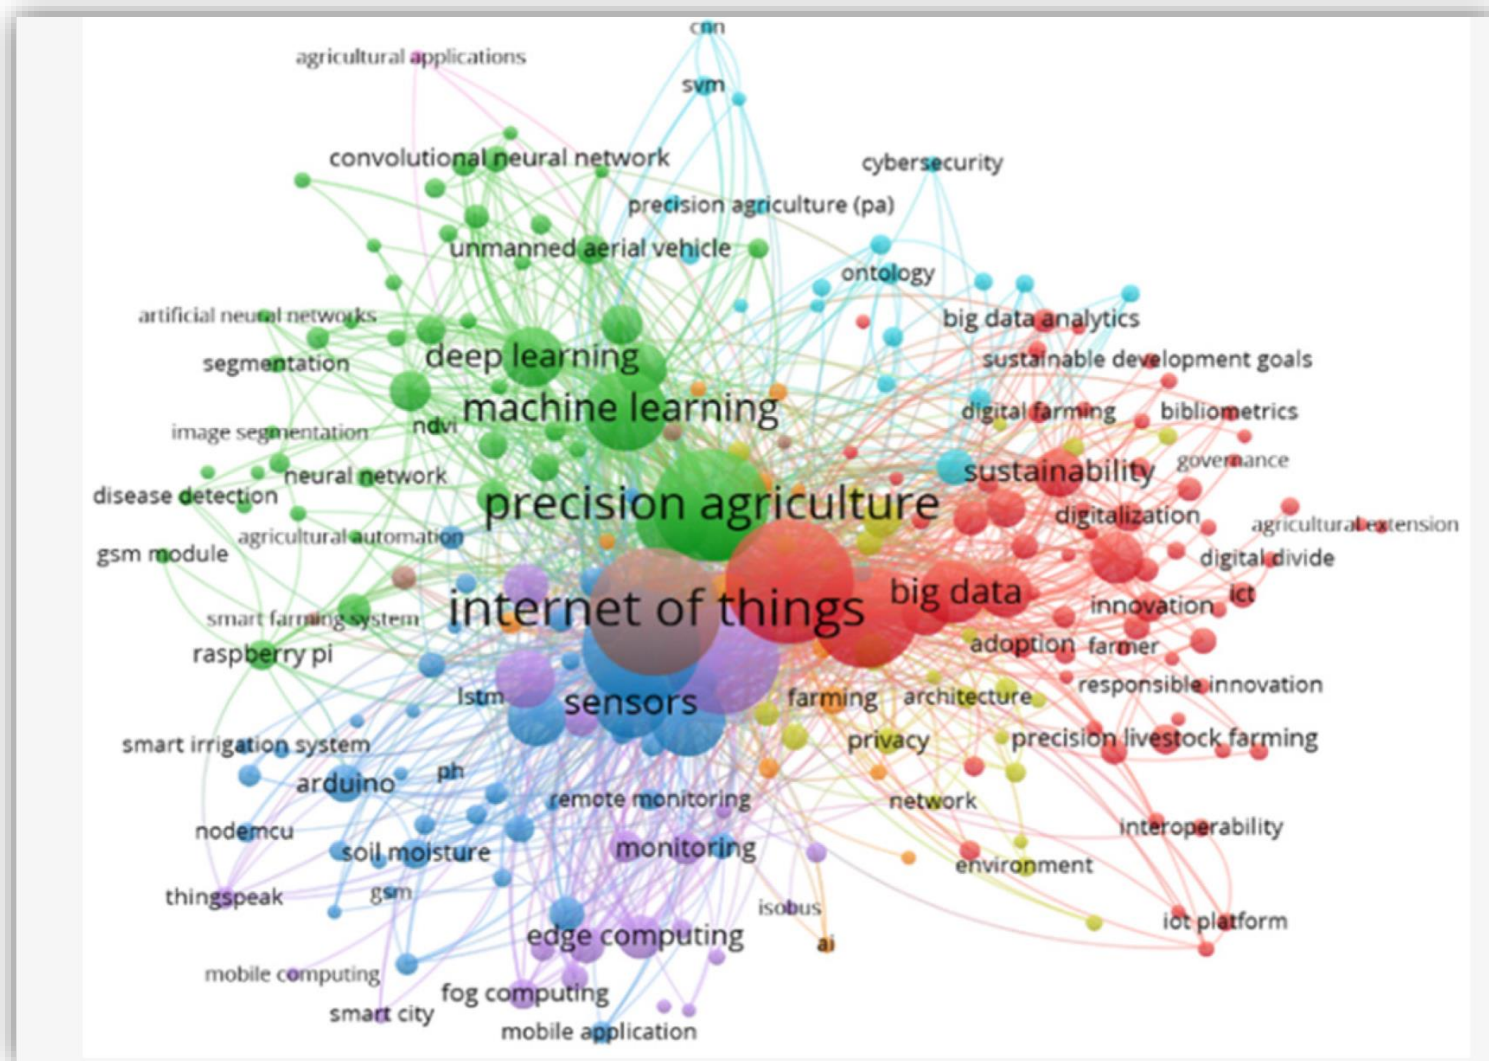 cnn
agricultural applications
svm
convolutional neural network
cybersecurity
precision agriculture (pa)
unmanned aerial vehicle
ontology
artificial neural networks
big data analytics
deep learning
sustainable development goals
segmentation
machine learning
digital farming
bibliometrics
ndvi
image segmentation
governance
sustainability
neural network
disease detection
precision agriculture
digitalization
agricultural extension
agricultural automation
gsm module
digital divide
big data
ict
internet of things
innovation
smart farming system
adoption
farmer
raspberry pi
responsible innovation
lstm
sensors
farming
architecture
smart irrigation system
privacy
precision livestock farming
ph
arduino
remote monitoring
network
nodemcu
interoperability
soil moisture
monitoring
environment
gsm
thingspeak
isobus
iot platform
edge computing
ai
mobile computing
fog computing
smart city
mobile application